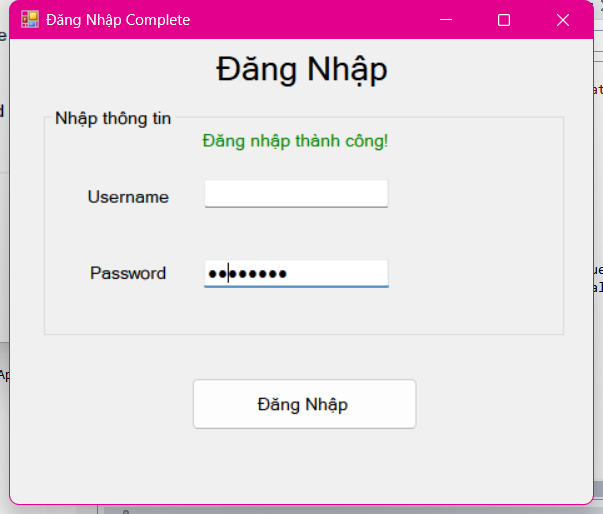 Đăng Nhập Complete
Đăng Nhập
Nhập thông tin
Đăng nhập thành công!
Username
Password
Đăng Nhập